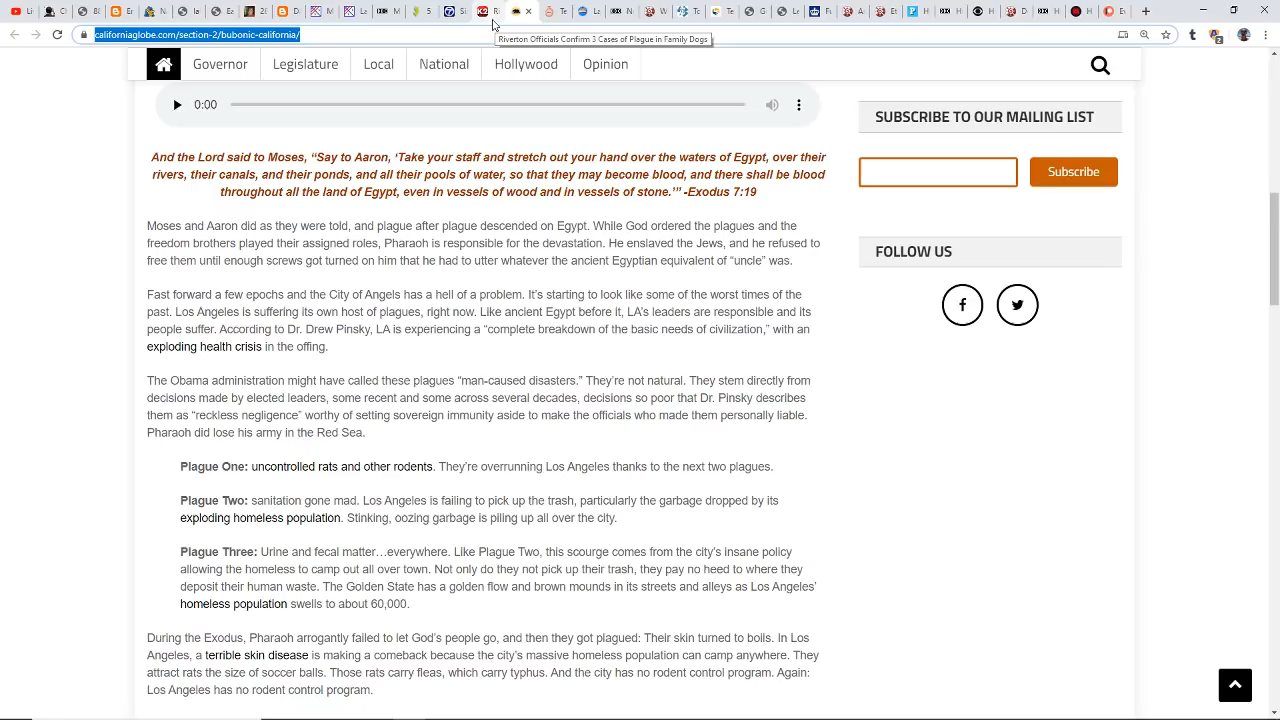 californiaglobe.com/section-2/bubonic-california/
Riverton Officials Confirm 3 Cases of Plague in Family Dogs
Governor
Legislature
Local
National
Hollywood
Opinion
0:00
And the Lord said to Moses, “Say to Aaron, ‘Take your staff and stretch out your hand over the waters of Egypt, over their
rivers, their canals, and their ponds, and all their pools of water, so that they may become blood, and there shall be blood
throughout all the land of Egypt, even in vessels of wood and in vessels of stone.’” -Exodus 7:19
Moses and Aaron did as they were told, and plague after plague descended on Egypt. While God ordered the plagues and the
freedom brothers played their assigned roles, Pharaoh is responsible for the devastation. He enslaved the Jews, and he refused to
free them until enough screws got turned on him that he had to utter whatever the ancient Egyptian equivalent of “uncle” was.
Fast forward a few epochs and the City of Angels has a hell of a problem. It’s starting to look like some of the worst times of the
past. Los Angeles is suffering its own host of plagues, right now. Like ancient Egypt before it, LA’s leaders are responsible and its
people suffer. According to Dr. Drew Pinsky, LA is experiencing a “complete breakdown of the basic needs of civilization,” with an
exploding health crisis in the offing.
The Obama administration might have called these plagues “man-caused disasters.” They’re not natural. They stem directly from
decisions made by elected leaders, some recent and some across several decades, decisions so poor that Dr. Pinsky describes
them as “reckless negligence” worthy of setting sovereign immunity aside to make the officials who made them personally liable.
Pharaoh did lose his army in the Red Sea.
Plague One: uncontrolled rats and other rodents. They’re overrunning Los Angeles thanks to the next two plagues.
Plague Two: sanitation gone mad. Los Angeles is failing to pick up the trash, particularly the garbage dropped by its
exploding homeless population. Stinking, oozing garbage is piling up all over the city.
Plague Three: Urine and fecal matter…everywhere. Like Plague Two, this scourge comes from the city’s insane policy
allowing the homeless to camp out all over town. Not only do they not pick up their trash, they pay no heed to where they
deposit their human waste. The Golden State has a golden flow and brown mounds in its streets and alleys as Los Angeles’
homeless population swells to about 60,000.
During the Exodus, Pharaoh arrogantly failed to let God’s people go, and then they got plagued: Their skin turned to boils. In Los
Angeles, a terrible skin disease is making a comeback because the city’s massive homeless population can camp anywhere. They
attract rats the size of soccer balls. Those rats carry fleas, which carry typhus. And the city has no rodent control program. Again:
Los Angeles has no rodent control program.
SUBSCRIBE TO OUR MAILING LIST
Subscribe
FOLLOW US